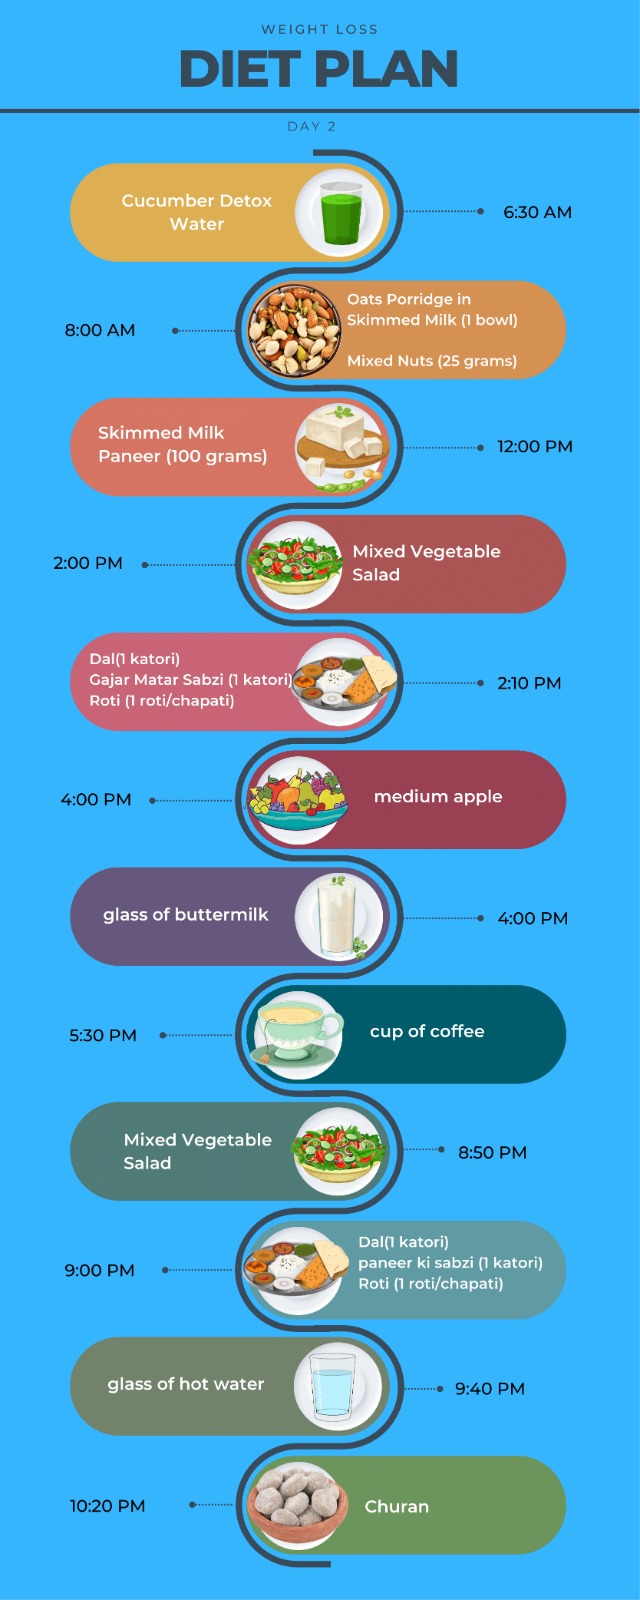 WEIGHT LOSS
DIET PLAN
DAY 2
Cucumber Detox
Water
6:30 AM
8:00 AM
Oats Porridge in
Skimmed Milk (1 bowl)
Mixed Nuts (25 grams)
Skimmed Milk
Paneer (100 grams)
12:00 PM
2:00 PM
Mixed Vegetable
Salad
Dal(1 katori)
Gajar Matar Sabzi (1 katori)
Roti (1 roti/chapati)
2:10 PM
4:00 PM
medium apple
glass of buttermilk
4:00 PM
5:30 PM
cup of coffee
Mixed Vegetable
Salad
8:50 PM
9:00 PM
Dal(1 katori)
paneer ki sabzi (1 katori)
Roti (1 roti/chapati)
glass of hot water
9:40 PM
10:20 PM
Churan